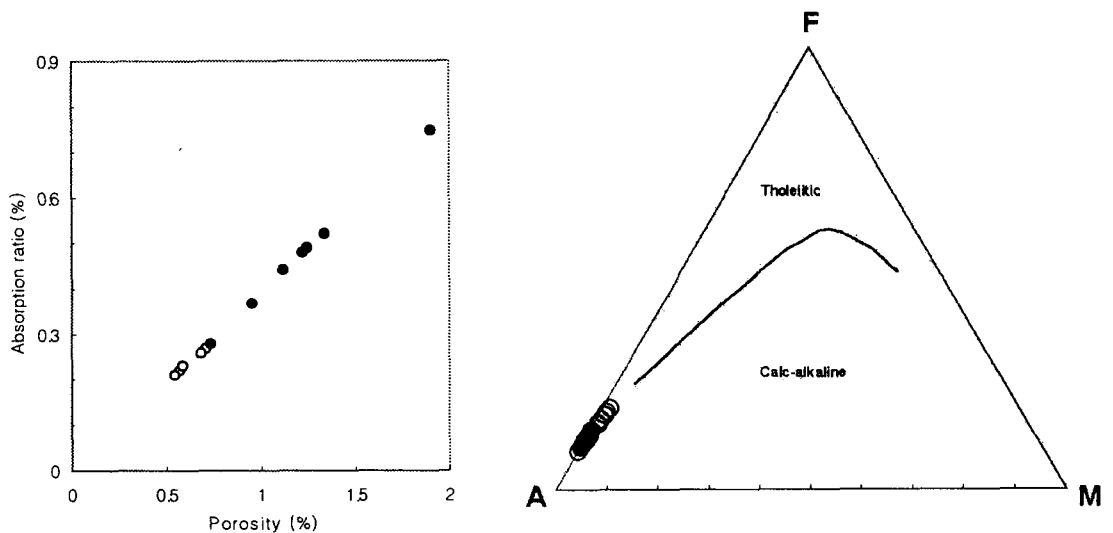 0.9
0.6
0.3
0
Absorption ratio (%)
0 0.5 1 1.5 2
Porosity (%)
F
Tholeiitic
Calc-alkaline
A M